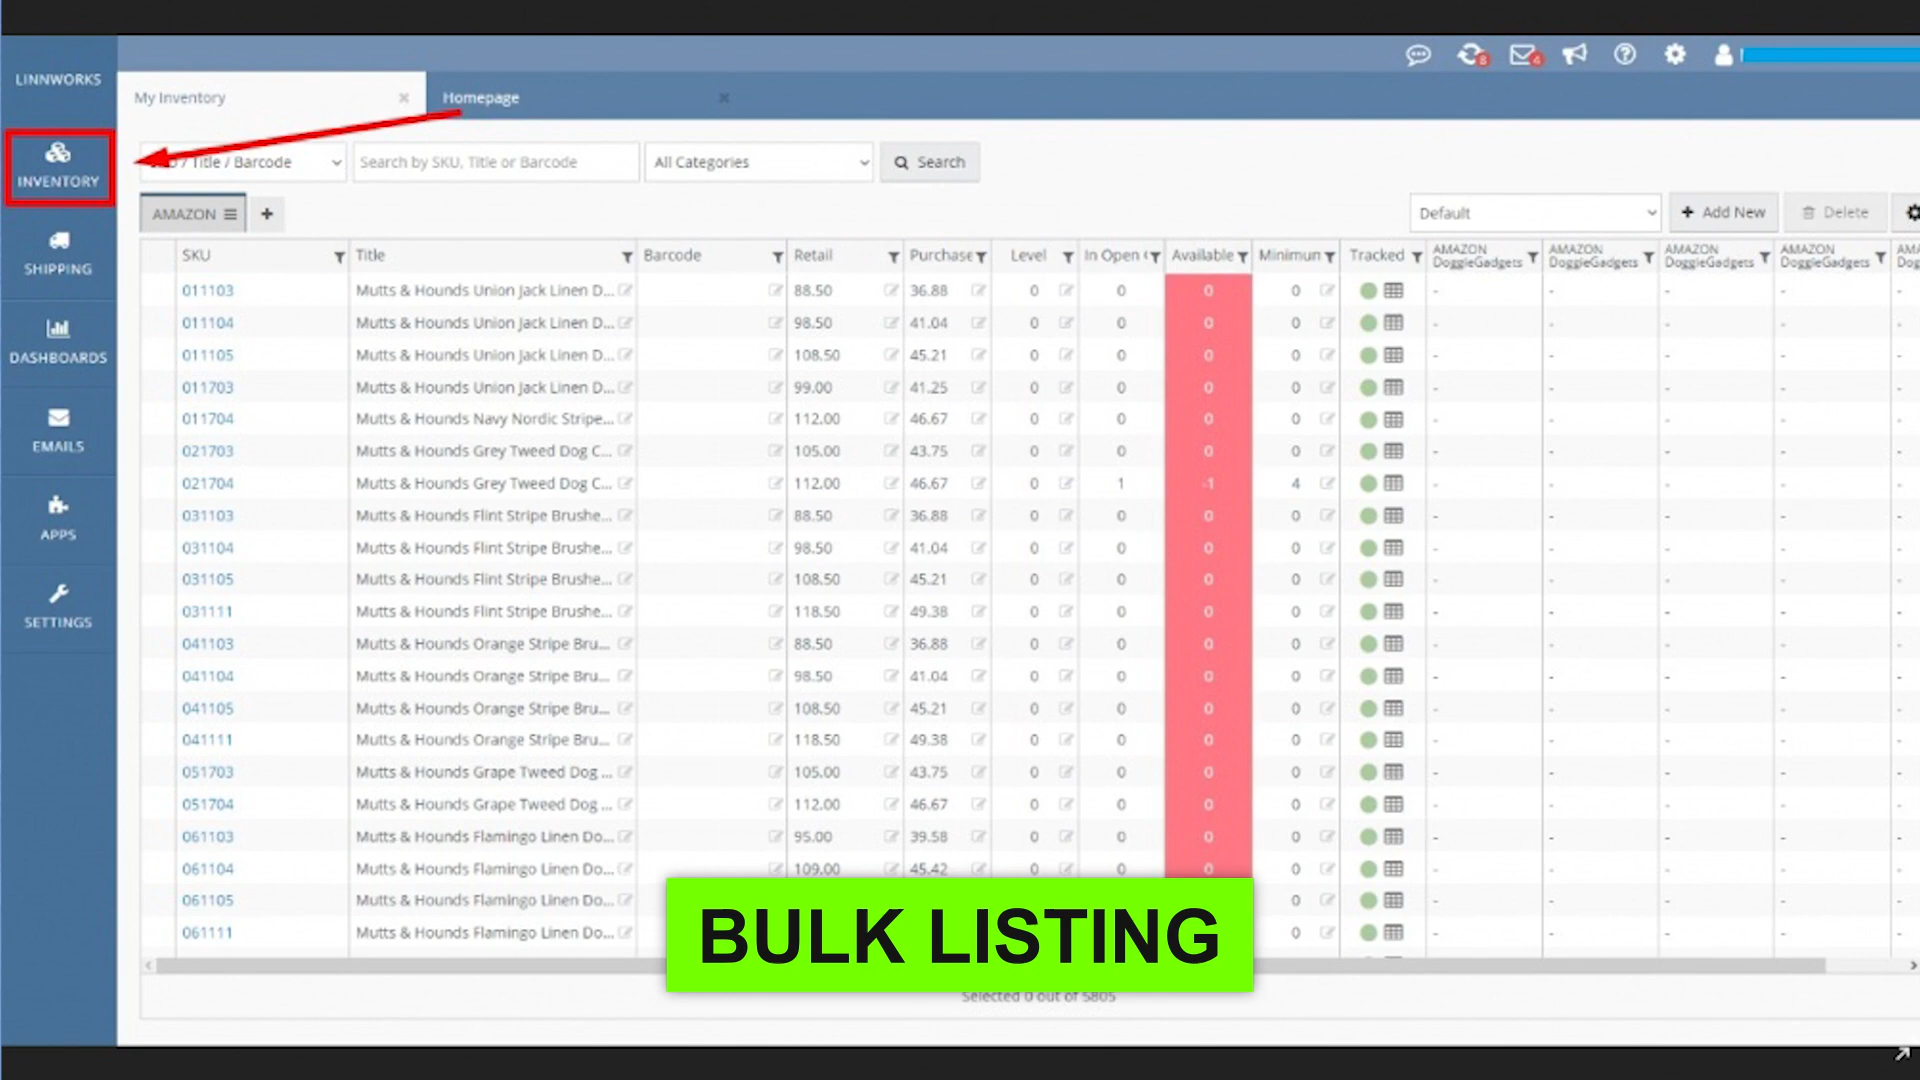 LINNWORKS
My Inventory
Homepage
INVENTORY
SHIPPING
DASHBOARDS
EMAILS
APPS
SETTINGS
/ Title / Barcode Search by SKU, Title or Barcode All Categories Search
AMAZON Default Add New Delete
SKU Title Barcode Retail Purchase Level In Open Available Minimum Tracked AMAZON DoggieGadgets AMAZON DoggieGadgets AMAZON DoggieGadgets AMAZON DoggieGadgets
011103 Mutts & Hounds Union Jack Linen D... 88.50 36.88 0 0 0 0 - - - - -
011104 Mutts & Hounds Union Jack Linen D... 98.50 41.04 0 0 0 0 - - - - -
011105 Mutts & Hounds Union Jack Linen D... 108.50 45.21 0 0 0 0 - - - - -
011703 Mutts & Hounds Union Jack Linen D... 99.00 41.25 0 0 0 0 - - - - -
011704 Mutts & Hounds Navy Nordic Stripe... 112.00 46.67 0 0 0 0 - - - - -
021703 Mutts & Hounds Grey Tweed Dog C... 105.00 43.75 0 0 0 0 - - - - -
021704 Mutts & Hounds Grey Tweed Dog C... 112.00 46.67 0 1 -1 4 - - - - -
031103 Mutts & Hounds Flint Stripe Brushe... 88.50 36.88 0 0 0 0 - - - - -
031104 Mutts & Hounds Flint Stripe Brushe... 98.50 41.04 0 0 0 0 - - - - -
031105 Mutts & Hounds Flint Stripe Brushe... 108.50 45.21 0 0 0 0 - - - - -
031111 Mutts & Hounds Flint Stripe Brushe... 118.50 49.38 0 0 0 0 - - - - -
041103 Mutts & Hounds Orange Stripe Bru... 88.50 36.88 0 0 0 0 - - - - -
041104 Mutts & Hounds Orange Stripe Bru... 98.50 41.04 0 0 0 0 - - - - -
041105 Mutts & Hounds Orange Stripe Bru... 108.50 45.21 0 0 0 0 - - - - -
041111 Mutts & Hounds Orange Stripe Bru... 118.50 49.38 0 0 0 0 - - - - -
051703 Mutts & Hounds Grape Tweed Dog ... 105.00 43.75 0 0 0 0 - - - - -
051704 Mutts & Hounds Grape Tweed Dog ... 112.00 46.67 0 0 0 0 - - - - -
061103 Mutts & Hounds Flamingo Linen Do... 95.00 39.58 0 0 0 0 - - - - -
061104 Mutts & Hounds Flamingo Linen Do... 109.00 45.42 0 0 0 0 - - - - -
061105 Mutts & Hounds Flamingo Linen Do... 0 - - - - -
061111 Mutts & Hounds Flamingo Linen Do... 0 - - - - -
BULK LISTING
Selected 0 out of 5805